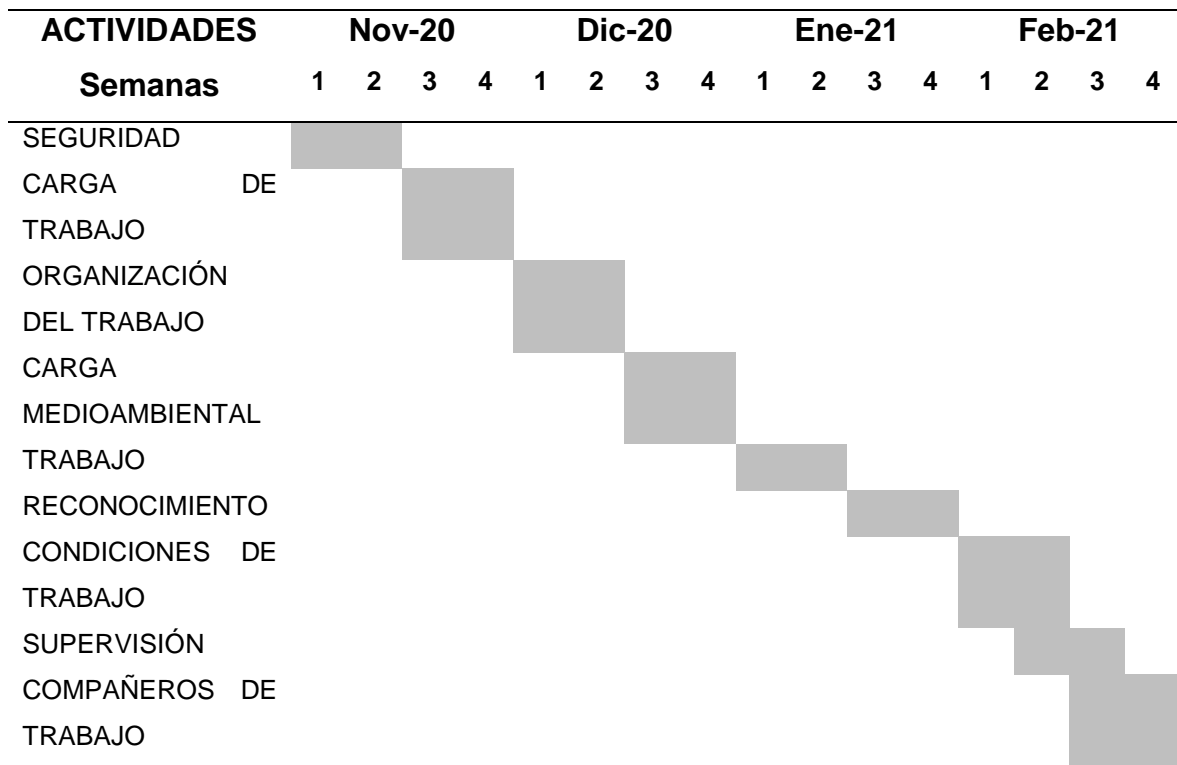 ACTIVIDADES Nov-20 Dic-20 Ene-21 Feb-21
Semanas 1 2 3 4 1 2 3 4 1 2 3 4 1 2 3 4
SEGURIDAD
CARGA DE
TRABAJO
ORGANIZACIÓN
DEL TRABAJO
CARGA
MEDIOAMBIENTAL
TRABAJO
RECONOCIMIENTO
CONDICIONES DE
TRABAJO
SUPERVISIÓN
COMPAÑEROS DE
TRABAJO